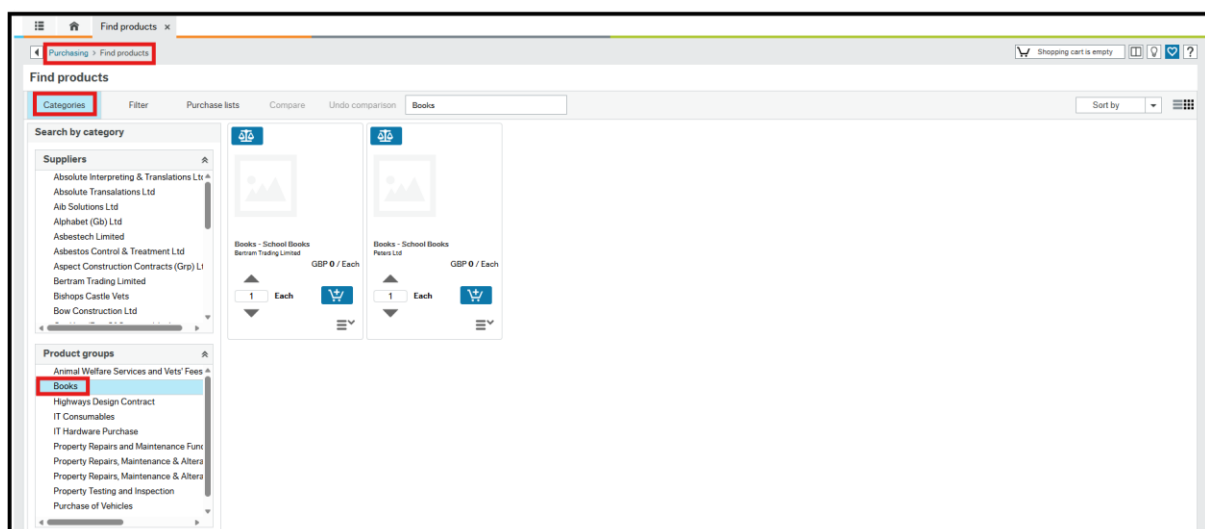 Find products ×
Purchasing > Find products
Shopping cart is empty
?
Find products
Categories
Filter
Purchase lists
Compare
Undo comparison
Books
Sort by
Search by category
Suppliers
Absolute Interpreting & Translations Ltd
Absolute Transalations Ltd
Aib Solutions Ltd
Alphabet (Gb) Ltd
Asbestech Limited
Asbestos Control & Treatment Ltd
Aspect Construction Contracts (Grp) Lt
Bertram Trading Limited
Bishops Castle Vets
Bow Construction Ltd
Product groups
Animal Welfare Services and Vets' Fees
Books
Highways Design Contract
IT Consumables
IT Hardware Purchase
Property Repairs and Maintenance Func
Property Repairs, Maintenance & Altera
Property Repairs, Maintenance & Altera
Property Testing and Inspection
Purchase of Vehicles
Books - School Books
Bertram Trading Limited
GBP 0 / Each
1 Each
Books - School Books
Peters Ltd
GBP 0 / Each
1 Each